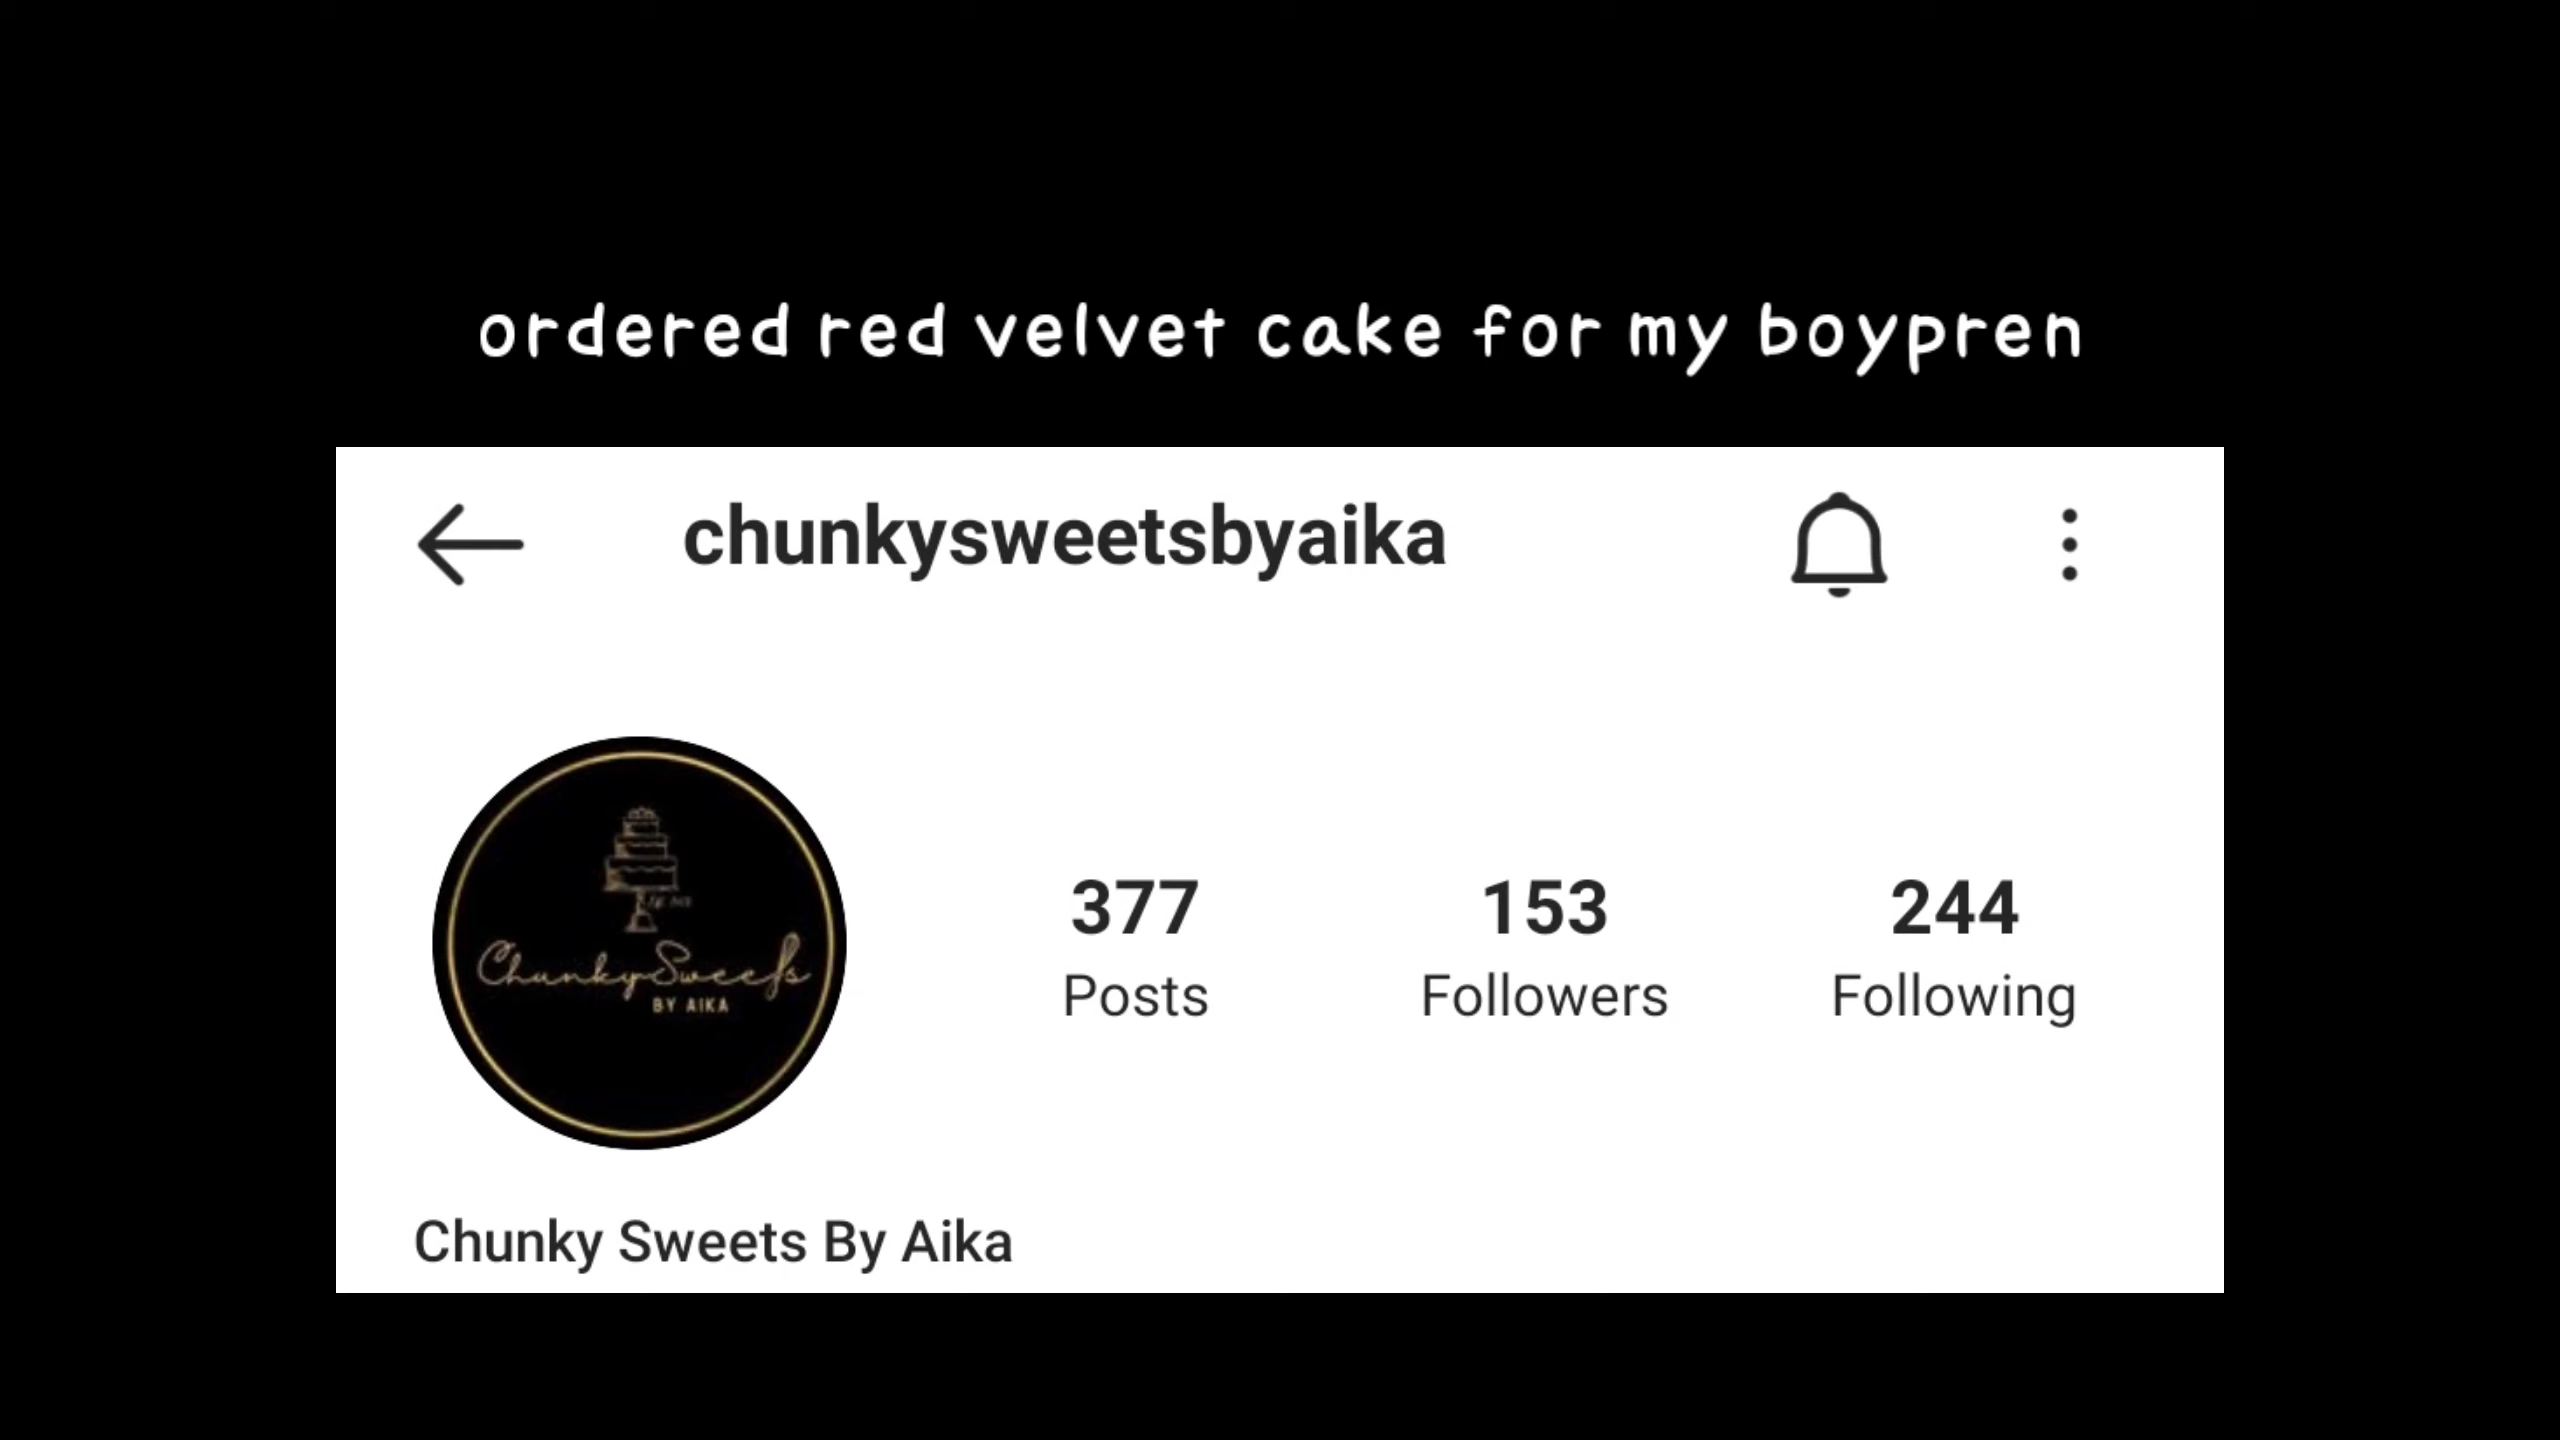 ordered red velvet cake for my boypren
chunkysweetsbyaika
377 153 244
Posts Followers Following
ChunkySweets
BY AIKA
Chunky Sweets By Aika